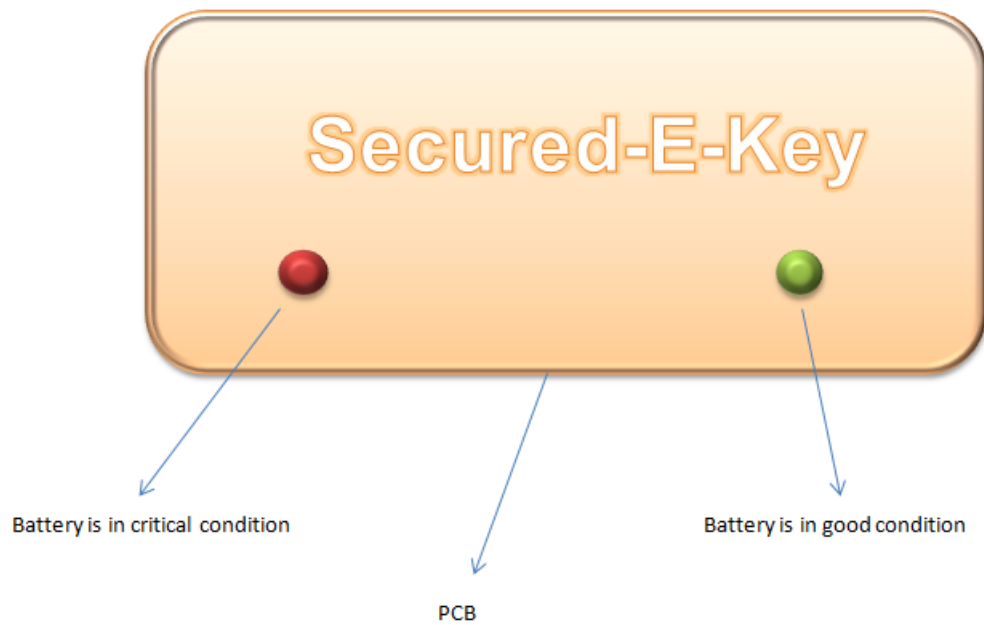 Secured-E-Key
Battery is in critical condition
Battery is in good condition
PCB